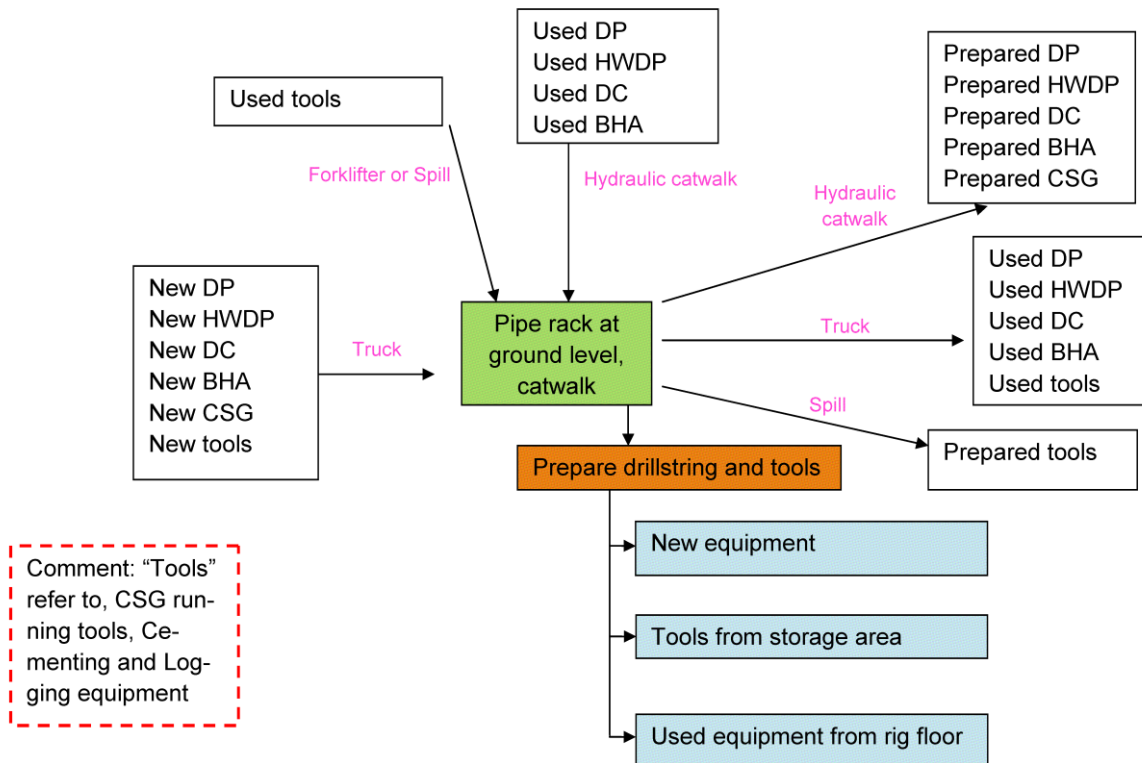 Used DP
Used HWDP
Used DC
Used BHA
Used tools
Prepared DP
Prepared HWDP
Prepared DC
Prepared BHA
Prepared CSG
Forklifter or Spill
Hydraulic catwalk
Hydraulic
catwalk
New DP
New HWDP
New DC
New BHA
New CSG
New tools
Truck
Pipe rack at
ground level,
catwalk
Truck
Used DP
Used HWDP
Used DC
Used BHA
Used tools
Spill
Prepared tools
Prepare drillstring and tools
New equipment
Tools from storage area
Used equipment from rig floor
Comment: “Tools”
refer to, CSG run-
ning tools, Ce-
menting and Log-
ging equipment